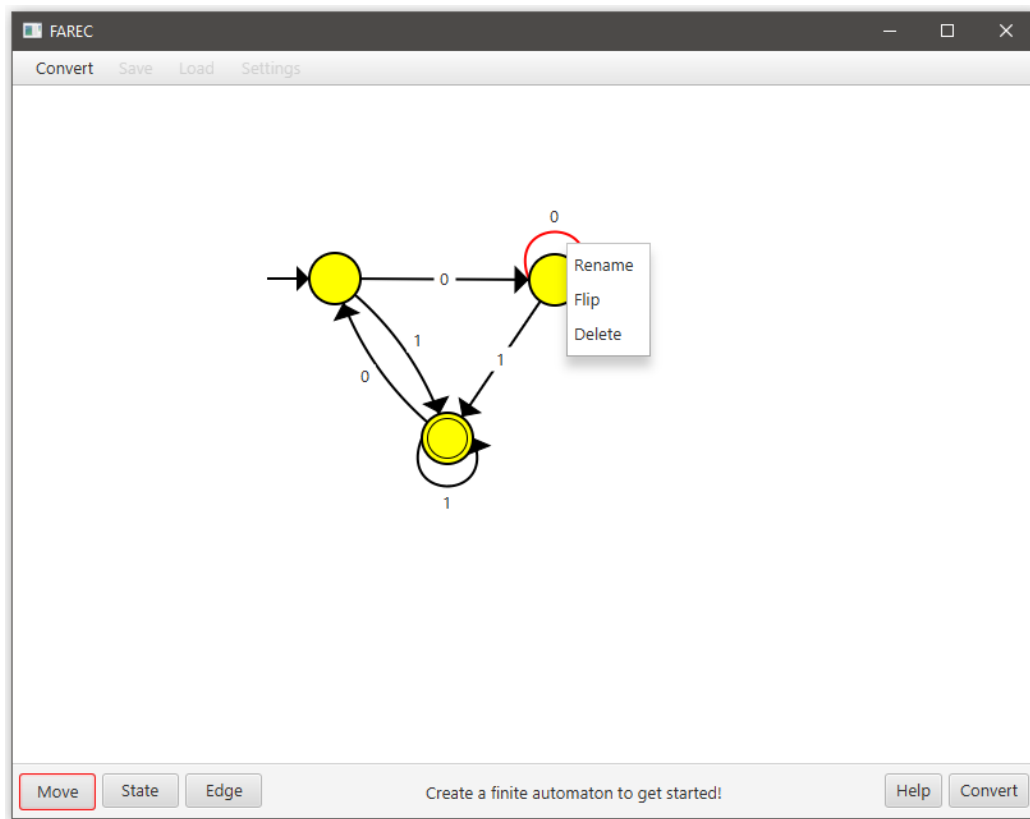 FAREC
Convert Save Load Settings
0
0
Rename
Flip
Delete
1
1
0
1
Move State Edge Create a finite automaton to get started! Help Convert